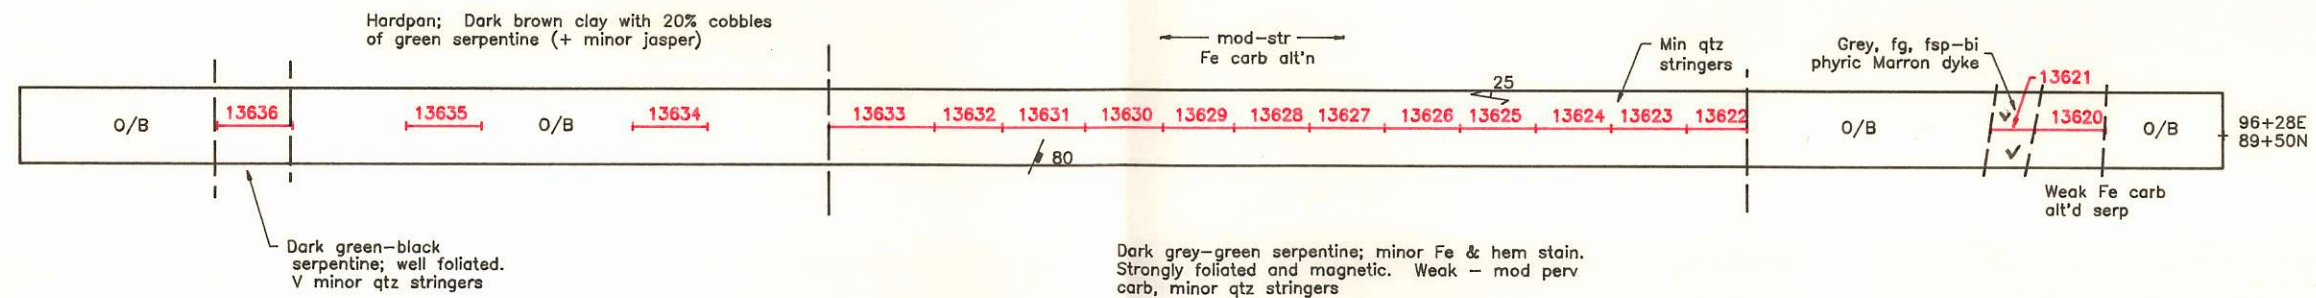 Hardpan; Dark brown clay with 20% cobbles
of green serpentine (+ minor jasper)
mod-str
Fe carb alt'n
Min qtz
stringers
Grey, fg, fsp-bi
phyric Marron dyke
25
13621
O/B
13636
13635
O/B
13634
13633
13632
13631
13630
13629
13628
13627
13626
13625
13624
13623
13622
O/B
13620
O/B
96+28E
89+50N
80
Weak Fe carb
alt'd serp
Dark green-black
serpentine; well foliated.
V minor qtz stringers
Dark grey-green serpentine; minor Fe & hem stain.
Strongly foliated and magnetic. Weak - mod perv
carb, minor qtz stringers